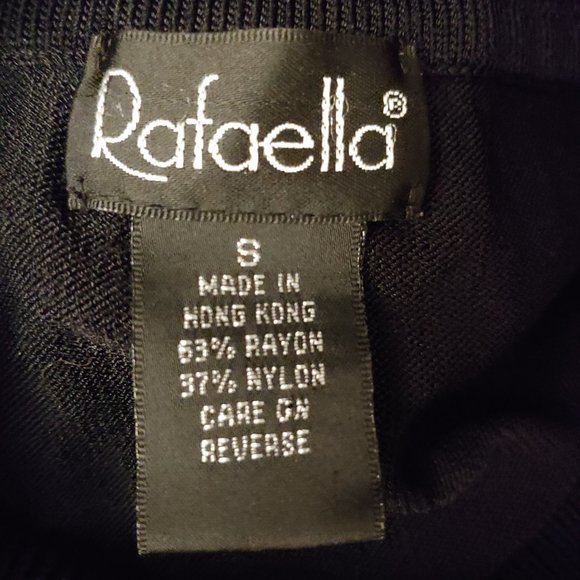 Rafaella®
S
MADE IN
HONG KONG
63% RAYON
37% NYLON
CARE ON
REVERSE